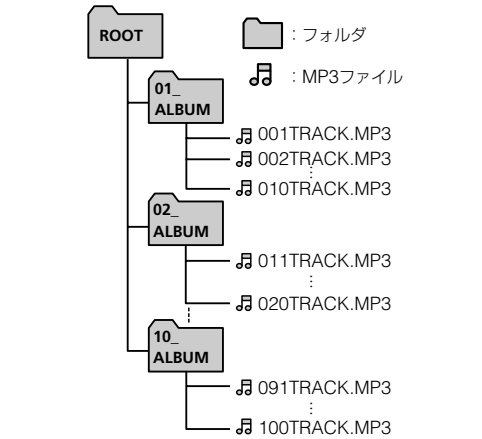 ROOT
：フォルダ
：MP3ファイル
01_
ALBUM
001TRACK.MP3
002TRACK.MP3
⋮
010TRACK.MP3
02_
ALBUM
011TRACK.MP3
⋮
020TRACK.MP3
10_
ALBUM
091TRACK.MP3
⋮
100TRACK.MP3